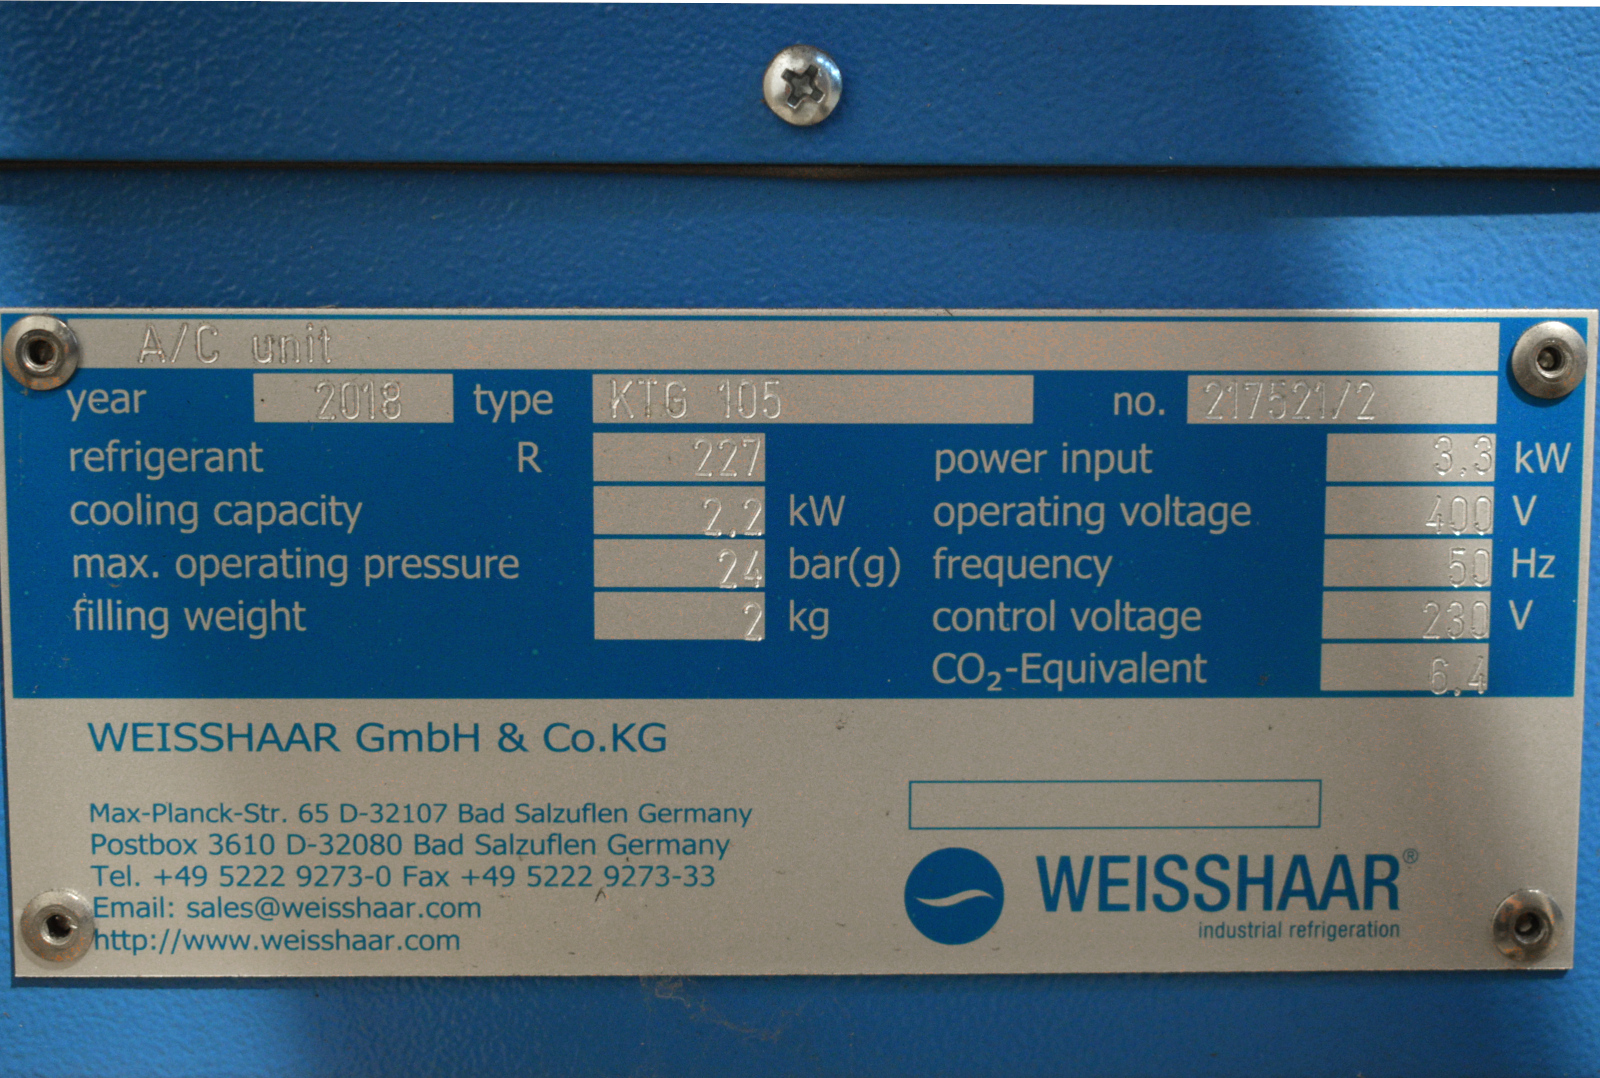 A/C unit
year 2018 type KTG 105 no. 217521/2
refrigerant R 227 power input 3,3 kW
cooling capacity 2,2 kW operating voltage 400 V
max. operating pressure 24 bar(g) frequency 50 Hz
filling weight 2 kg control voltage 230 V
CO₂-Equivalent 6,4
WEISSHAAR GmbH & Co.KG
Max-Planck-Str. 65 D-32107 Bad Salzuflen Germany
Postbox 3610 D-32080 Bad Salzuflen Germany
Tel. +49 5222 9273-0 Fax +49 5222 9273-33
Email: sales@weisshaar.com
http://www.weisshaar.com
WEISSHAAR®
industrial refrigeration